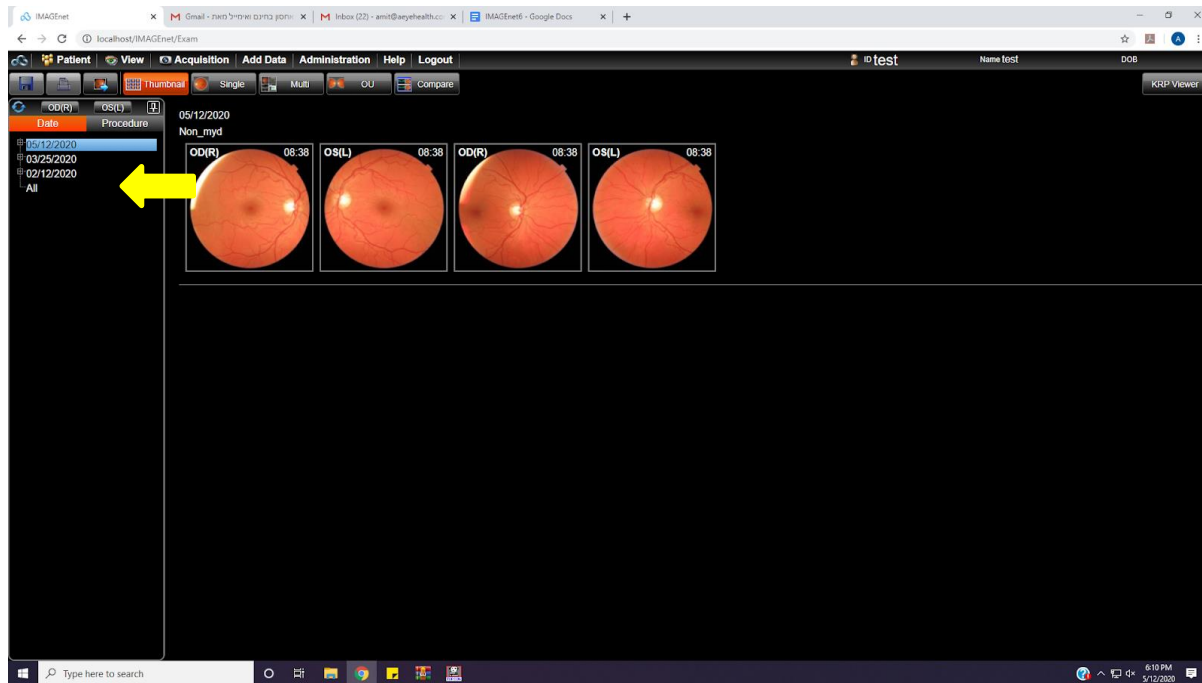 IMAGEnet
Gmail - אחסון בחינם ואימייל מאת
Inbox (22) - amit@aeyehealth.co
IMAGEnet6 - Google Docs
localhost/IMAGEnet/Exam
A
Patient View Acquisition Add Data Administration Help Logout ID test Name test DOB
Thumbnail Single Multi OU Compare KRP Viewer
OD(R) OS(L)
Date Procedure
05/12/2020
03/25/2020
02/12/2020
All
05/12/2020
Non_myd
OD(R) 08:38 OS(L) 08:38 OD(R) 08:38 OS(L) 08:38
Type here to search
6:10 PM
5/12/2020